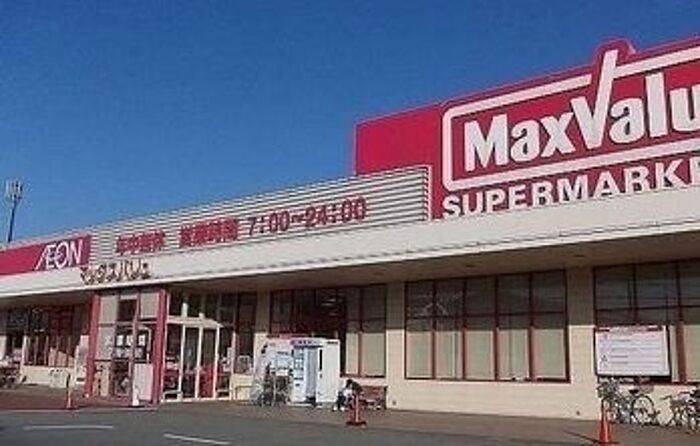 MaxValu
SUPERMARKE
年中無休 営業時間 7:00～24:00
ÆON
マックスバリュ